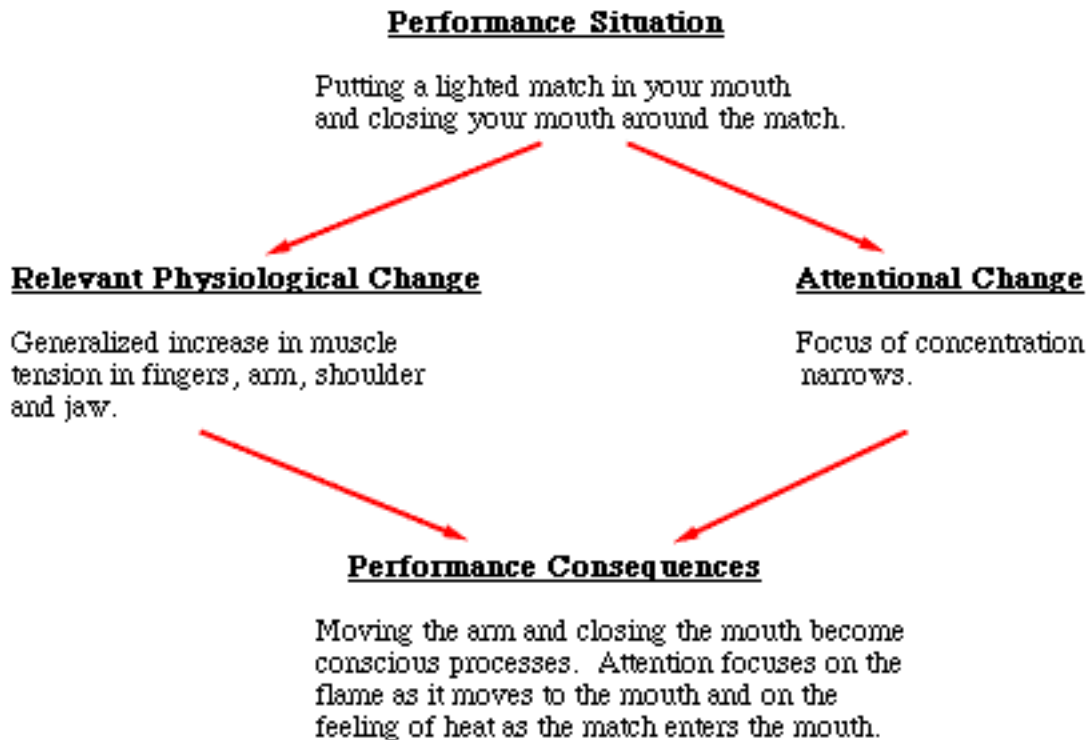 Performance Situation
Putting a lighted match in your mouth
and closing your mouth around the match.
Relevant Physiological Change
Generalized increase in muscle
tension in fingers, arm, shoulder
and jaw.
Attentional Change
Focus of concentration
narrows.
Performance Consequences
Moving the arm and closing the mouth become
conscious processes. Attention focuses on the
flame as it moves to the mouth and on the
feeling of heat as the match enters the mouth.